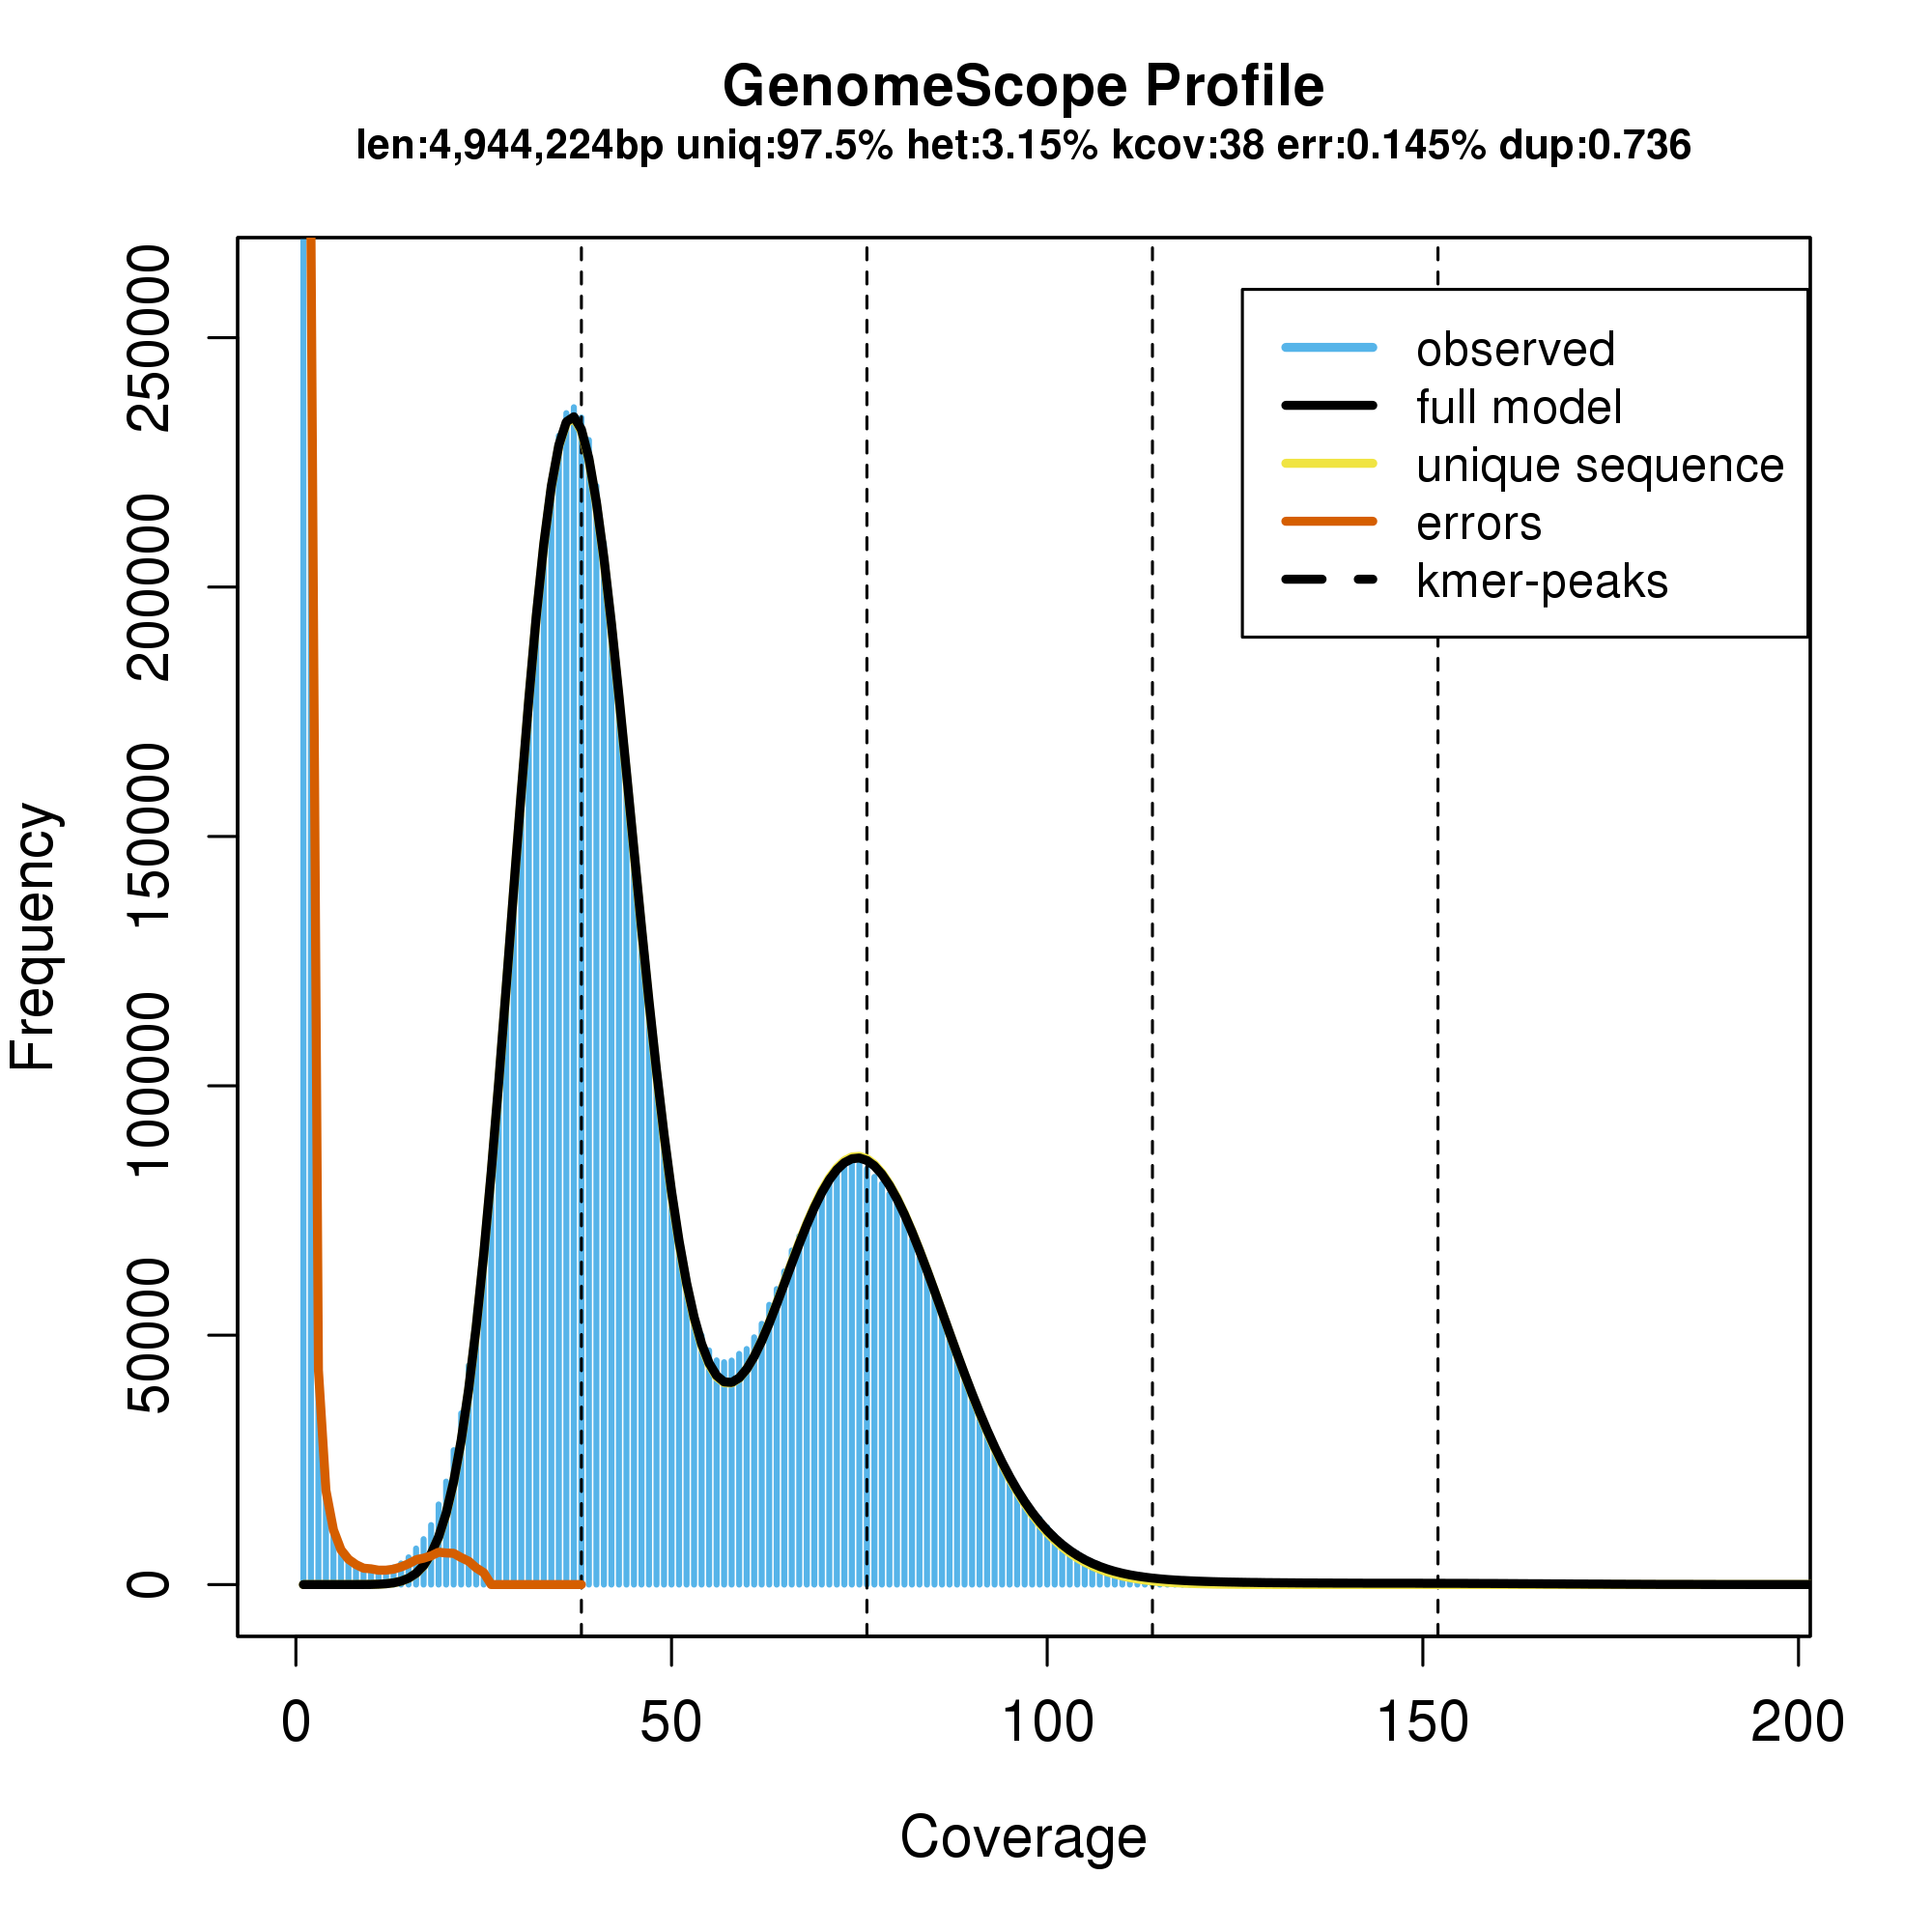 GenomeScope Profile
len:4,944,224bp uniq:97.5% het:3.15% kcov:38 err:0.145% dup:0.736
250000
200000
150000
100000
50000
0
Frequency
observed
full model
unique sequence
errors
kmer-peaks
0 50 100 150 200
Coverage